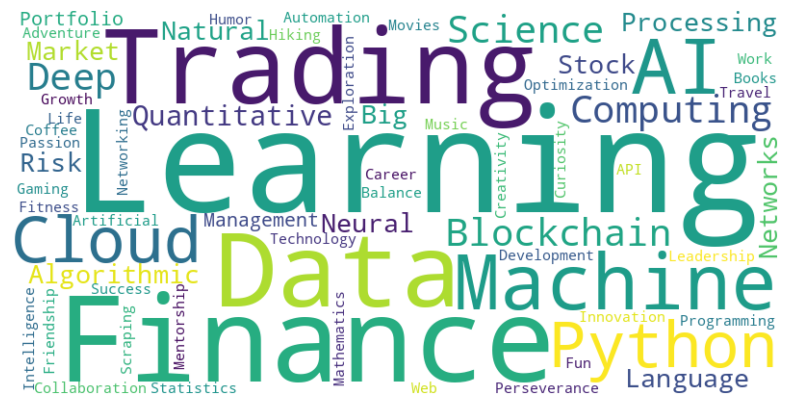 Portfolio
Humor
Automation
Movies
Science
Processing
Adventure
Natural
Hiking
Trading
Market
Exploration
Stock
AI
Work
Deep
Optimization
Books
Travel
Growth
Quantitative
Big
Computing
Life
Coffee
Passion
Networking
Learning
Music
Creativity
Curiosity
Networks
Risk
Career
API
Gaming
Balance
Fitness
Artificial
Management
Neural
Blockchain
Cloud
Technology
Data
Development
Leadership
Algorithmic
Machine
Success
Intelligence
Friendship
Scraping
Mentorship
Finance
Mathematics
Innovation
Programming
Python
Fun
Language
Collaboration
Statistics
Web
Perseverance